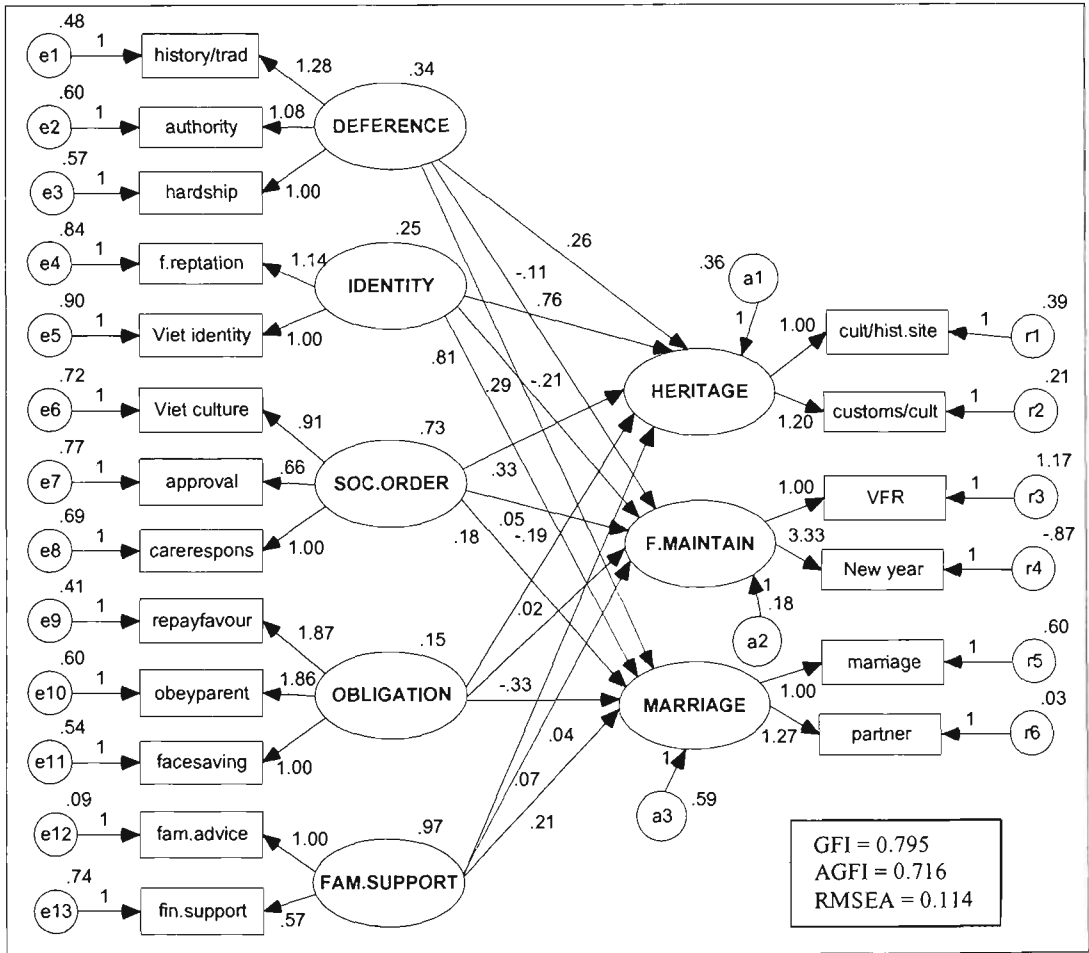 .48
e1
1
history/trad
1.28
.34
.60
e2
1
authority
1.08
DEFERENCE
.57
e3
1
hardship
1.00
.84
e4
1
f.reptation
1.14
.25
IDENTITY
.90
e5
1
Viet identity
1.00
.72
e6
1
Viet culture
.91
.73
.77
e7
1
approval
.66
SOC.ORDER
.69
e8
1
carerespons
1.00
.41
e9
1
repayfavour
1.87
.15
.60
e10
1
obeyparent
1.86
OBLIGATION
.54
e11
1
facesaving
1.00
.09
e12
1
fam.advice
1.00
.97
FAM.SUPPORT
.74
e13
1
fin.support
.57
.26
-.11
.76
.81
.29
-.21
.33
.05
.18
-.19
.02
-.33
.04
.07
.21
.36
a1
1
HERITAGE
1.00
cult/hist.site
1
.39
r1
1.20
customs/cult
1
.21
r2
F.MAINTAIN
1
.18
a2
1.00
VFR
1
1.17
r3
3.33
New year
1
-.87
r4
MARRIAGE
1
a3
.59
1.00
marriage
1
.60
r5
1.27
partner
1
.03
r6
GFI = 0.795
AGFI = 0.716
RMSEA = 0.114